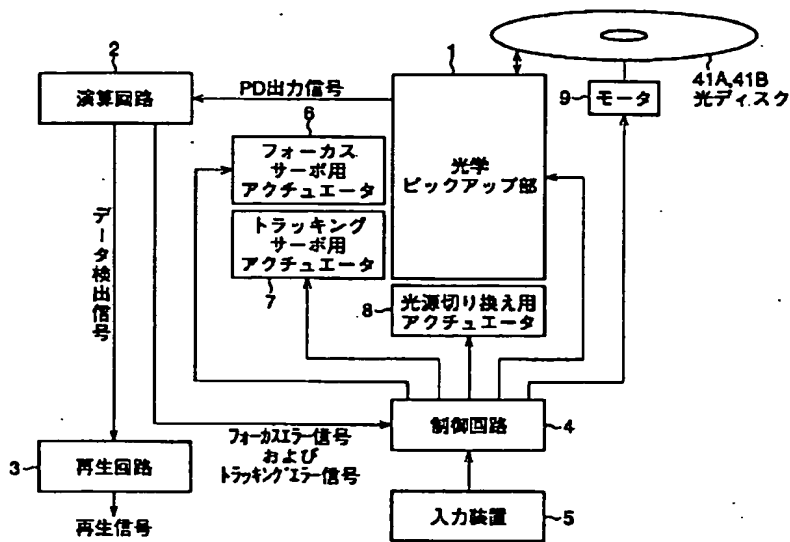 2
演算回路
PD出力信号
1
41A,41B
光ディスク
9
モータ
6
フォーカス
サーボ用
アクチュエータ
光学
ピックアップ部
トラッキング
サーボ用
アクチュエータ
7
8
光源切り換え用
アクチュエータ
データ検出信号
制御回路
4
フォーカスエラー信号
および
トラッキングエラー信号
3
再生回路
再生信号
入力装置
5